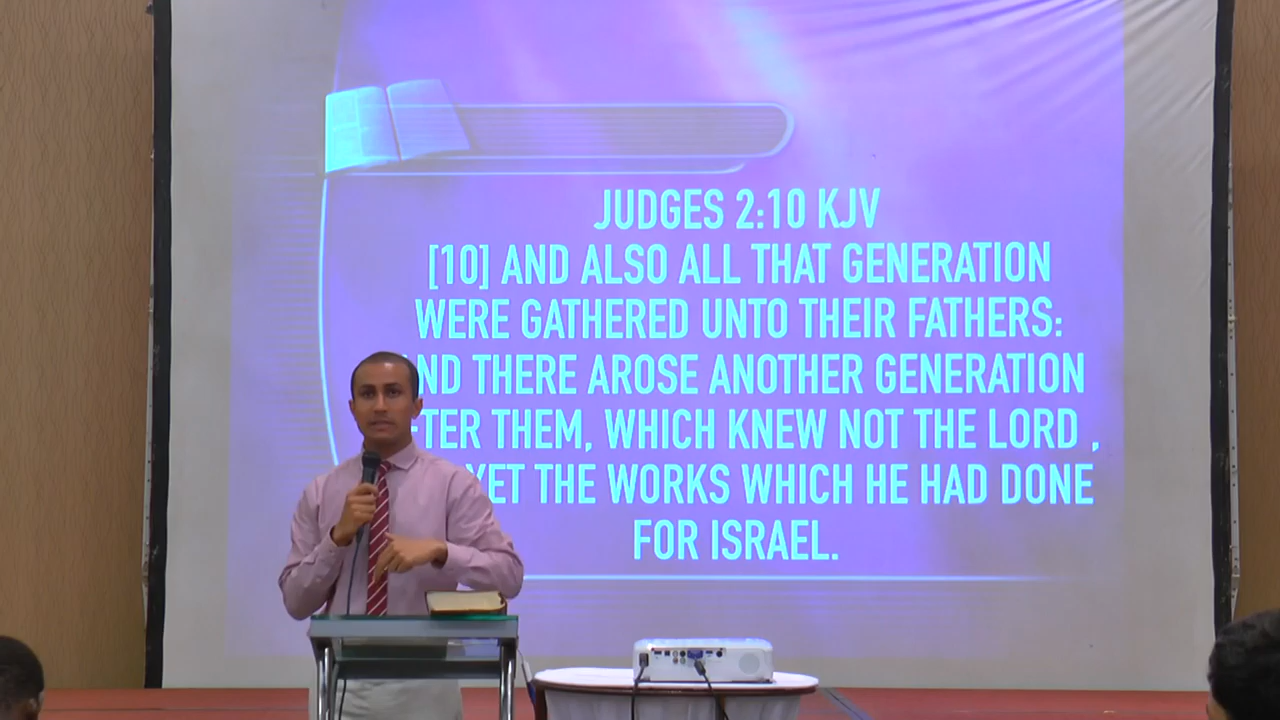 JUDGES 2:10 KJV
[10] AND ALSO ALL THAT GENERATION
WERE GATHERED UNTO THEIR FATHERS:
THERE AROSE ANOTHER GENERATION
THEM, WHICH KNEW NOT THE LORD ,
YET THE WORKS WHICH HE HAD DONE
FOR ISRAEL.